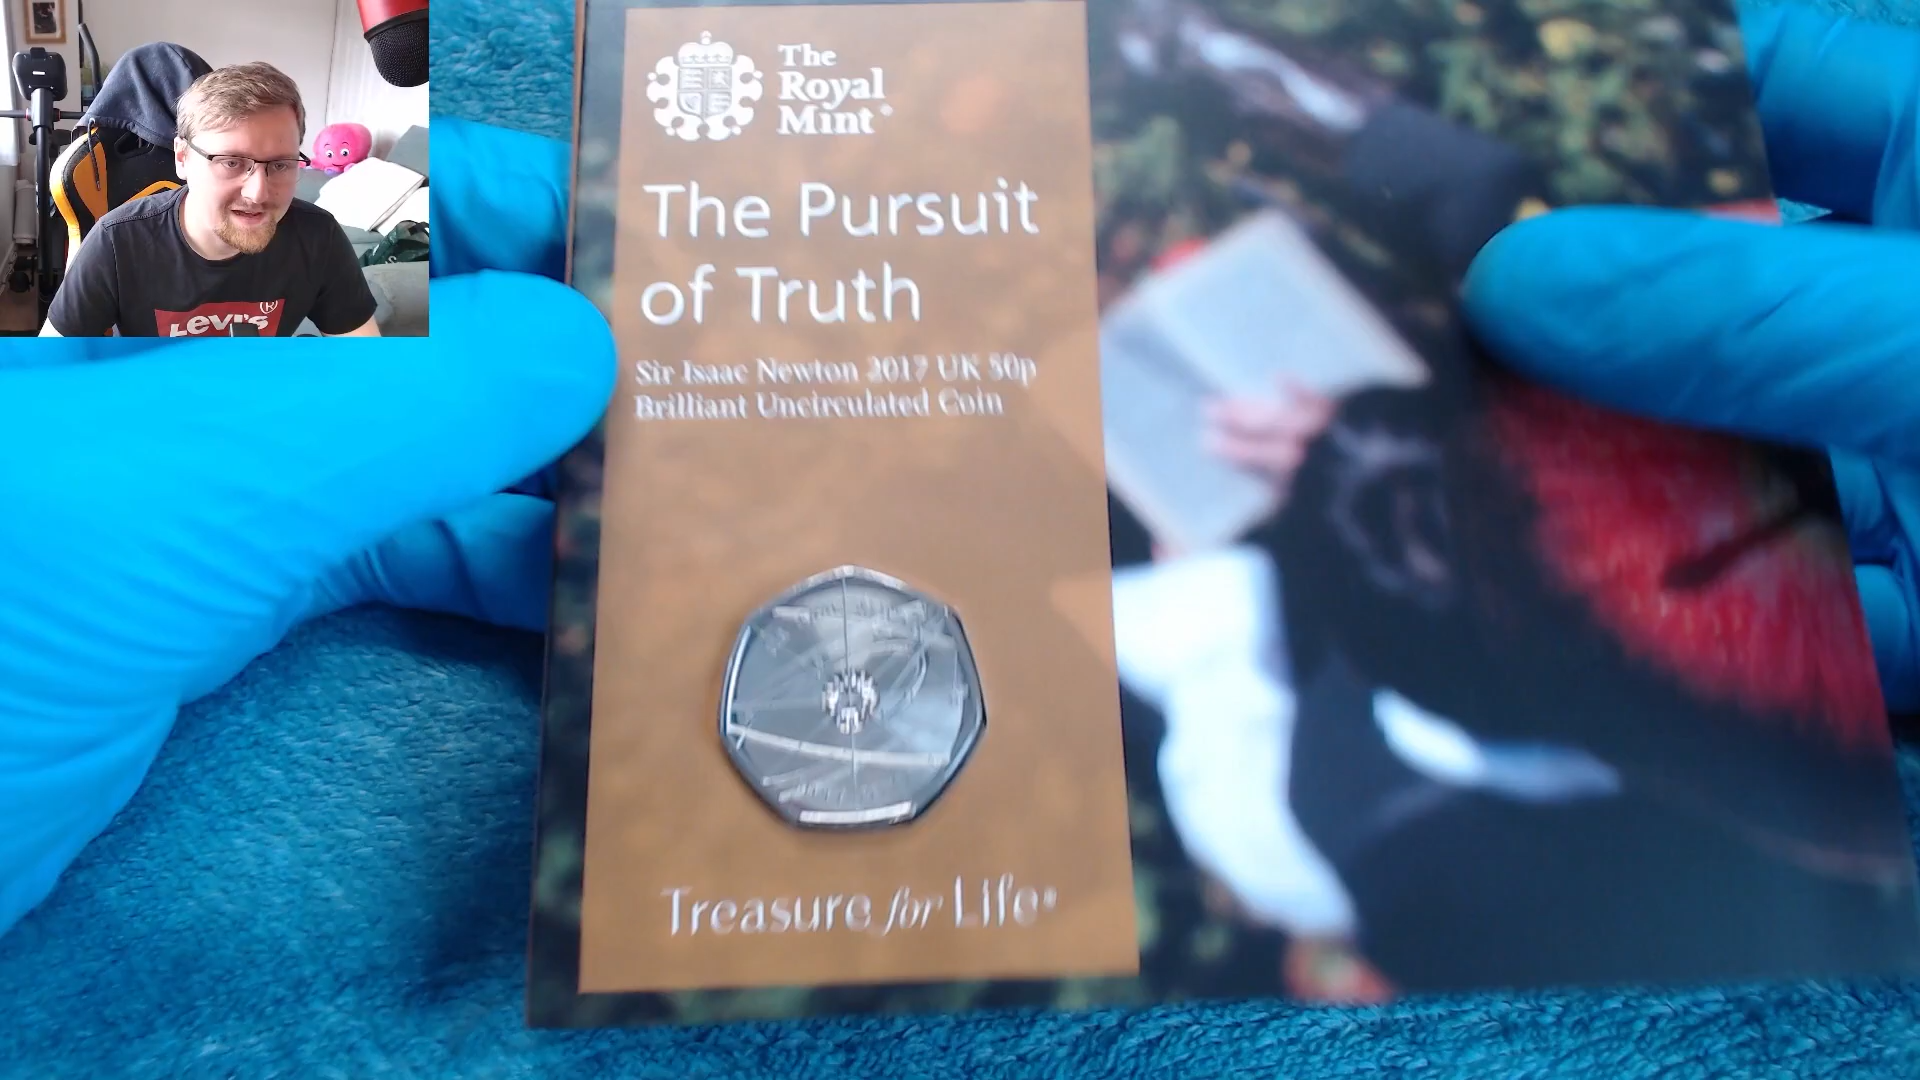 LEVI'S
®
The
Royal
Mint®
The Pursuit
of Truth
Sir Isaac Newton 2017 UK 50p
Brilliant Uncirculated Coin
Treasure for Life®